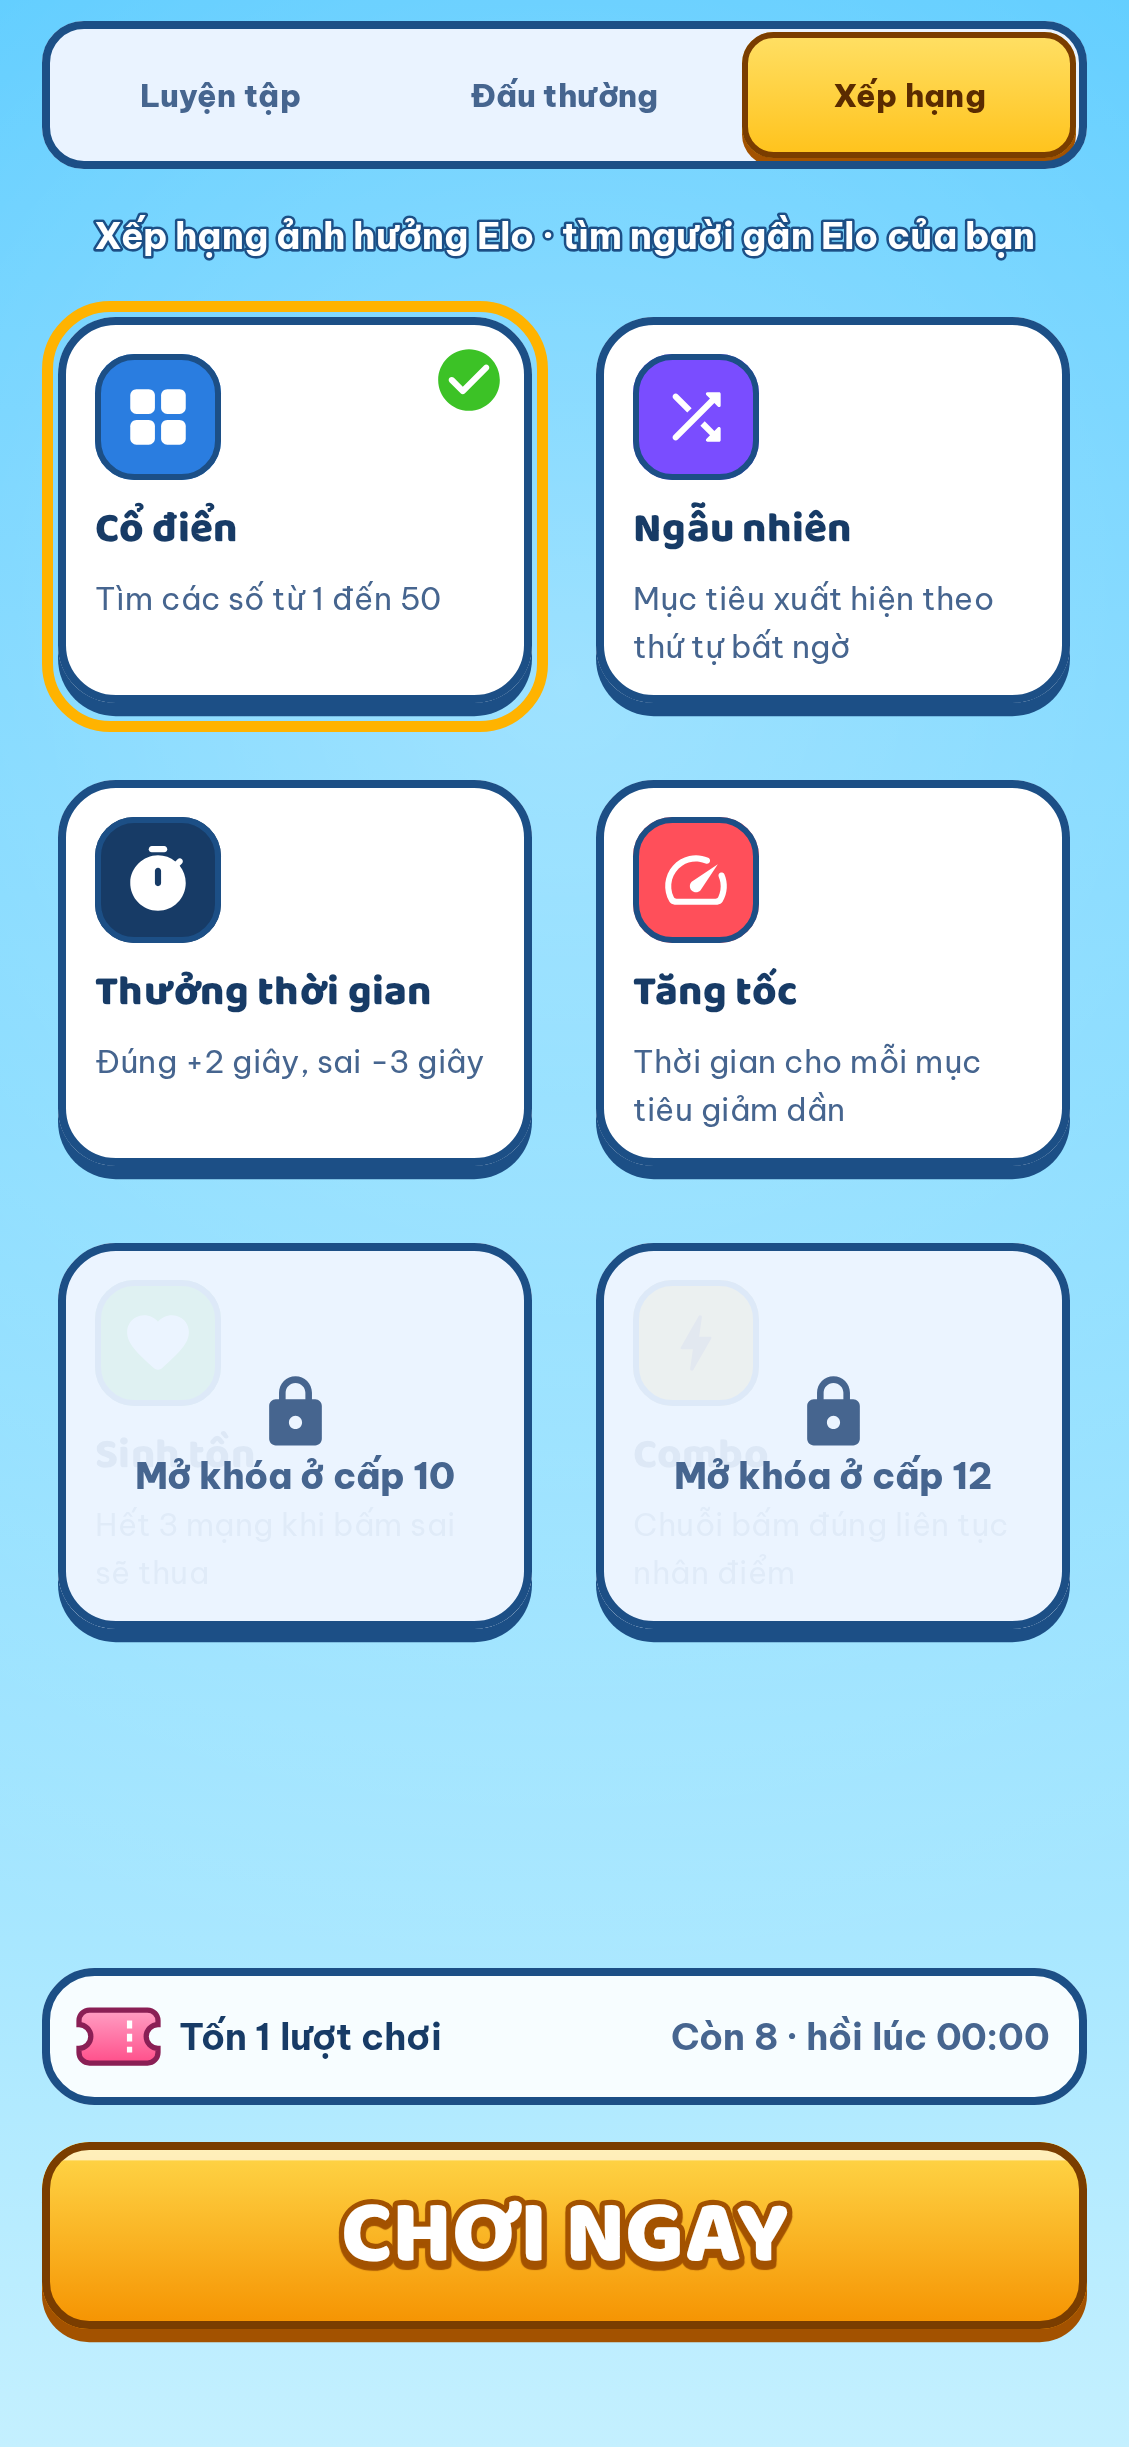 Luyện tập
Đấu thường
Xếp hạng
Xếp hạng ảnh hưởng Elo · tìm người gần Elo của bạn
Cổ điển
Tìm các số từ 1 đến 50
Ngẫu nhiên
Mục tiêu xuất hiện theo
thứ tự bất ngờ
Thưởng thời gian
Đúng +2 giây, sai -3 giây
Tăng tốc
Thời gian cho mỗi mục
tiêu giảm dần
Sinh tồn
Mở khóa ở cấp 10
Hết 3 mạng khi bấm sai
sẽ thua
Combo
Mở khóa ở cấp 12
Chuỗi bấm đúng liên tục
nhân điểm
Tốn 1 lượt chơi
Còn 8 · hồi lúc 00:00
CHƠI NGAY